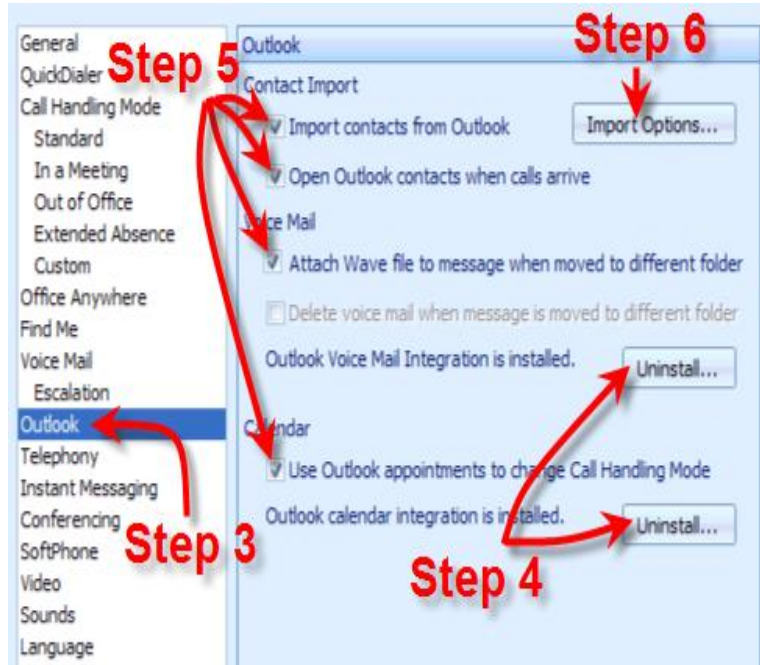 General
QuickDialer
Call Handling Mode
Standard
In a Meeting
Out of Office
Extended Absence
Custom
Office Anywhere
Find Me
Voice Mail
Escalation
Outlook
Telephony
Instant Messaging
Conferencing
SoftPhone
Video
Sounds
Language
Step 5
Step 3
Outlook
Step 6
Contact Import
Import contacts from Outlook
Import Options...
Open Outlook contacts when calls arrive
Voice Mail
Attach Wave file to message when moved to different folder
Delete voice mail when message is moved to different folder
Outlook Voice Mail Integration is installed.
Uninstall...
Calendar
Use Outlook appointments to change Call Handling Mode
Outlook calendar integration is installed.
Uninstall...
Step 4